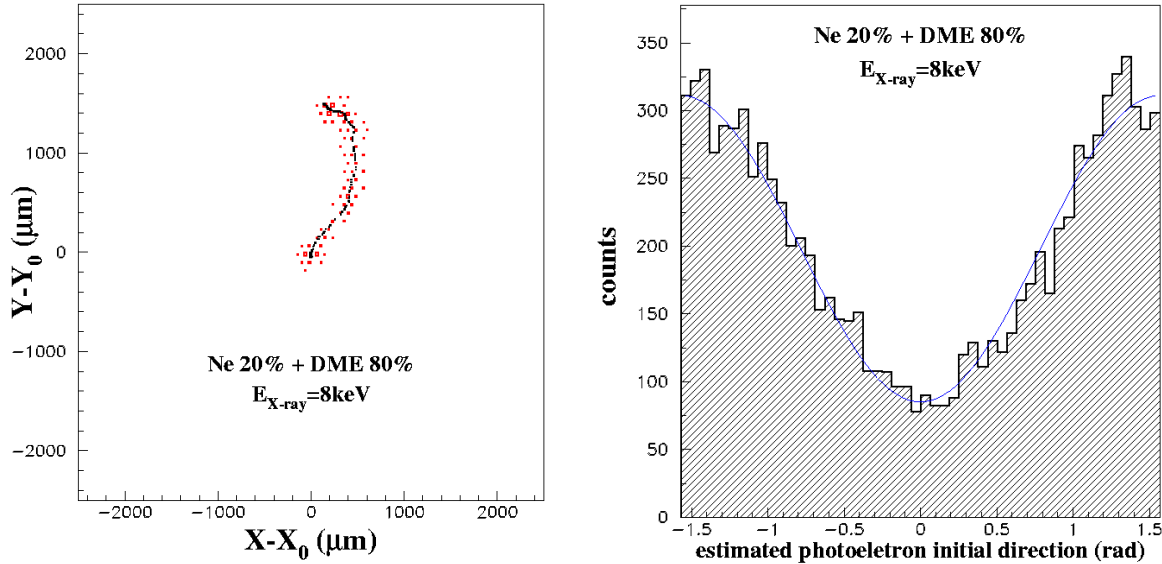 2000
1000
0
−1000
−2000
Y-Y0 (μm)
Ne 20% + DME 80%
EX-ray=8keV
−2000 −1000 0 1000 2000
X-X0 (μm)
350
300
250
200
150
100
50
0
counts
Ne 20% + DME 80%
EX-ray=8keV
−1.5 −1 −0.5 0 0.5 1 1.5
estimated photoeletron initial direction (rad)